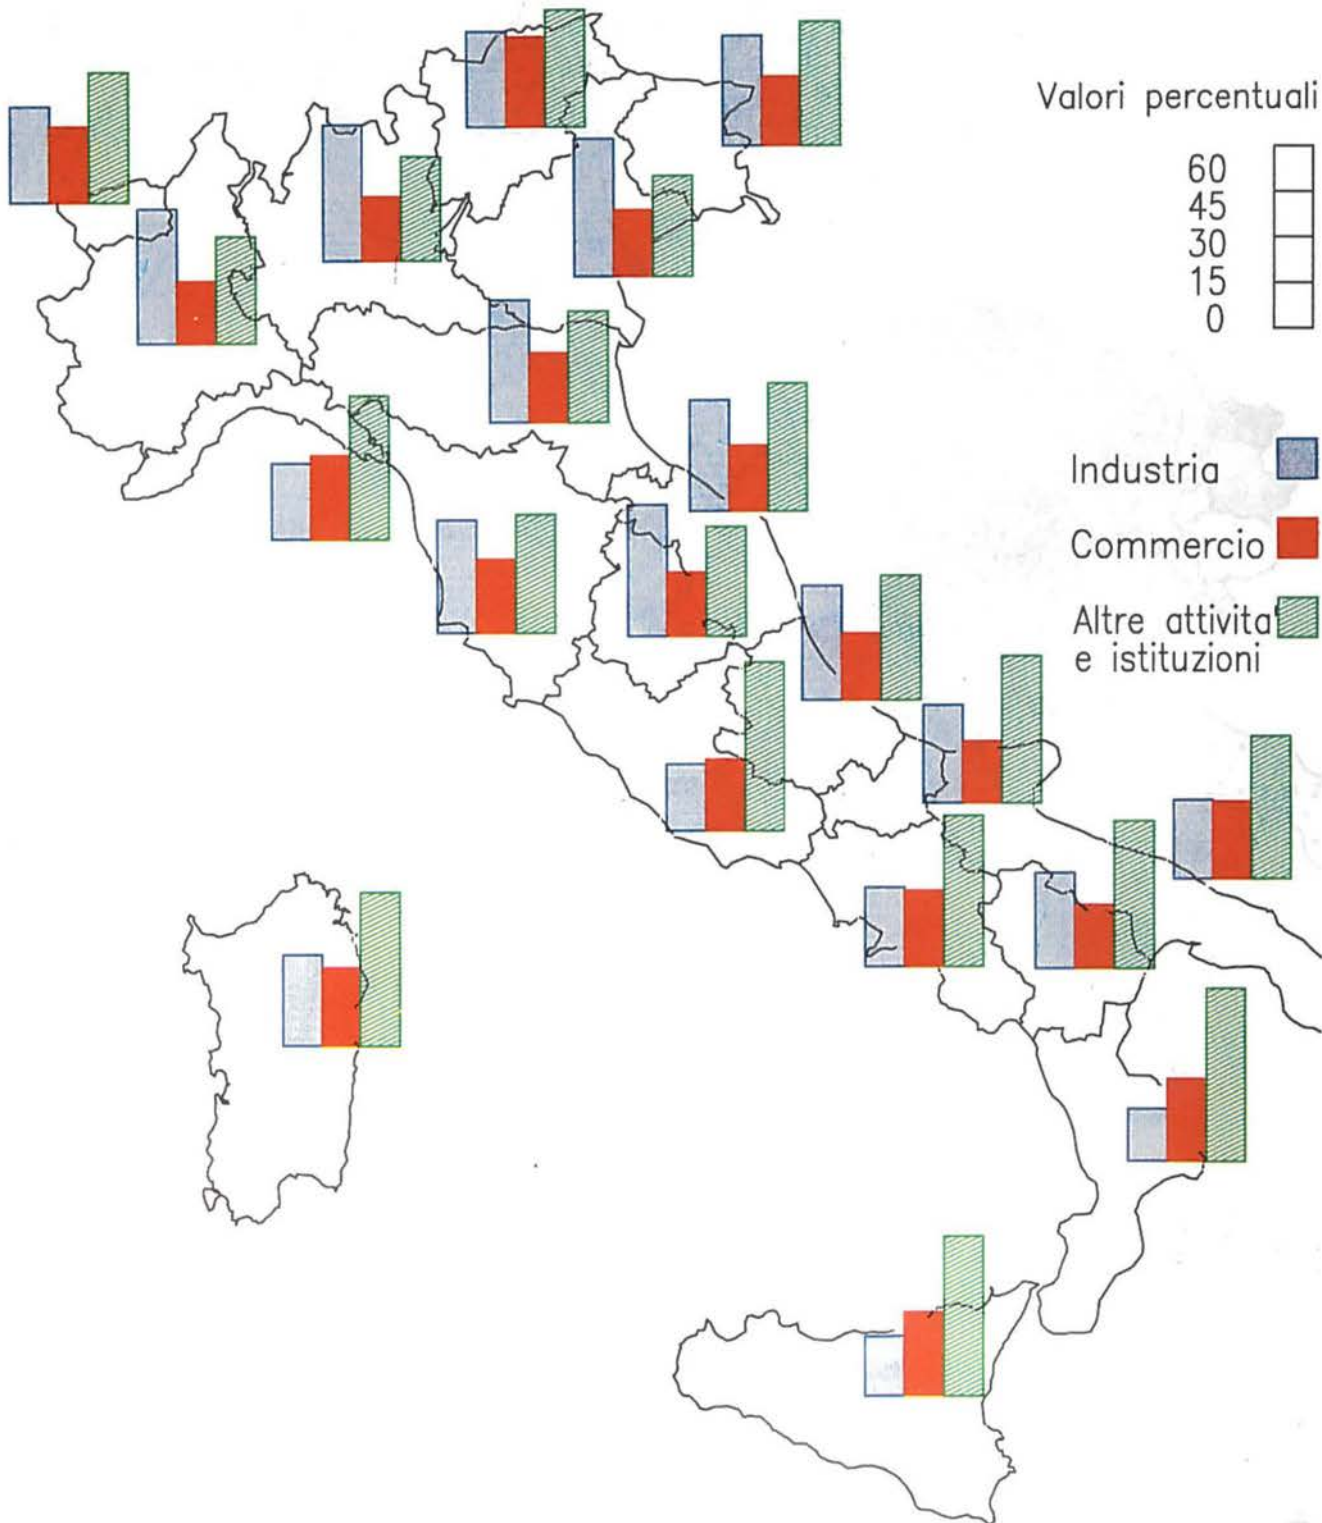 Valori percentuali
60
45
30
15
0
Industria
Commercio
Altre attivita'
e istituzioni